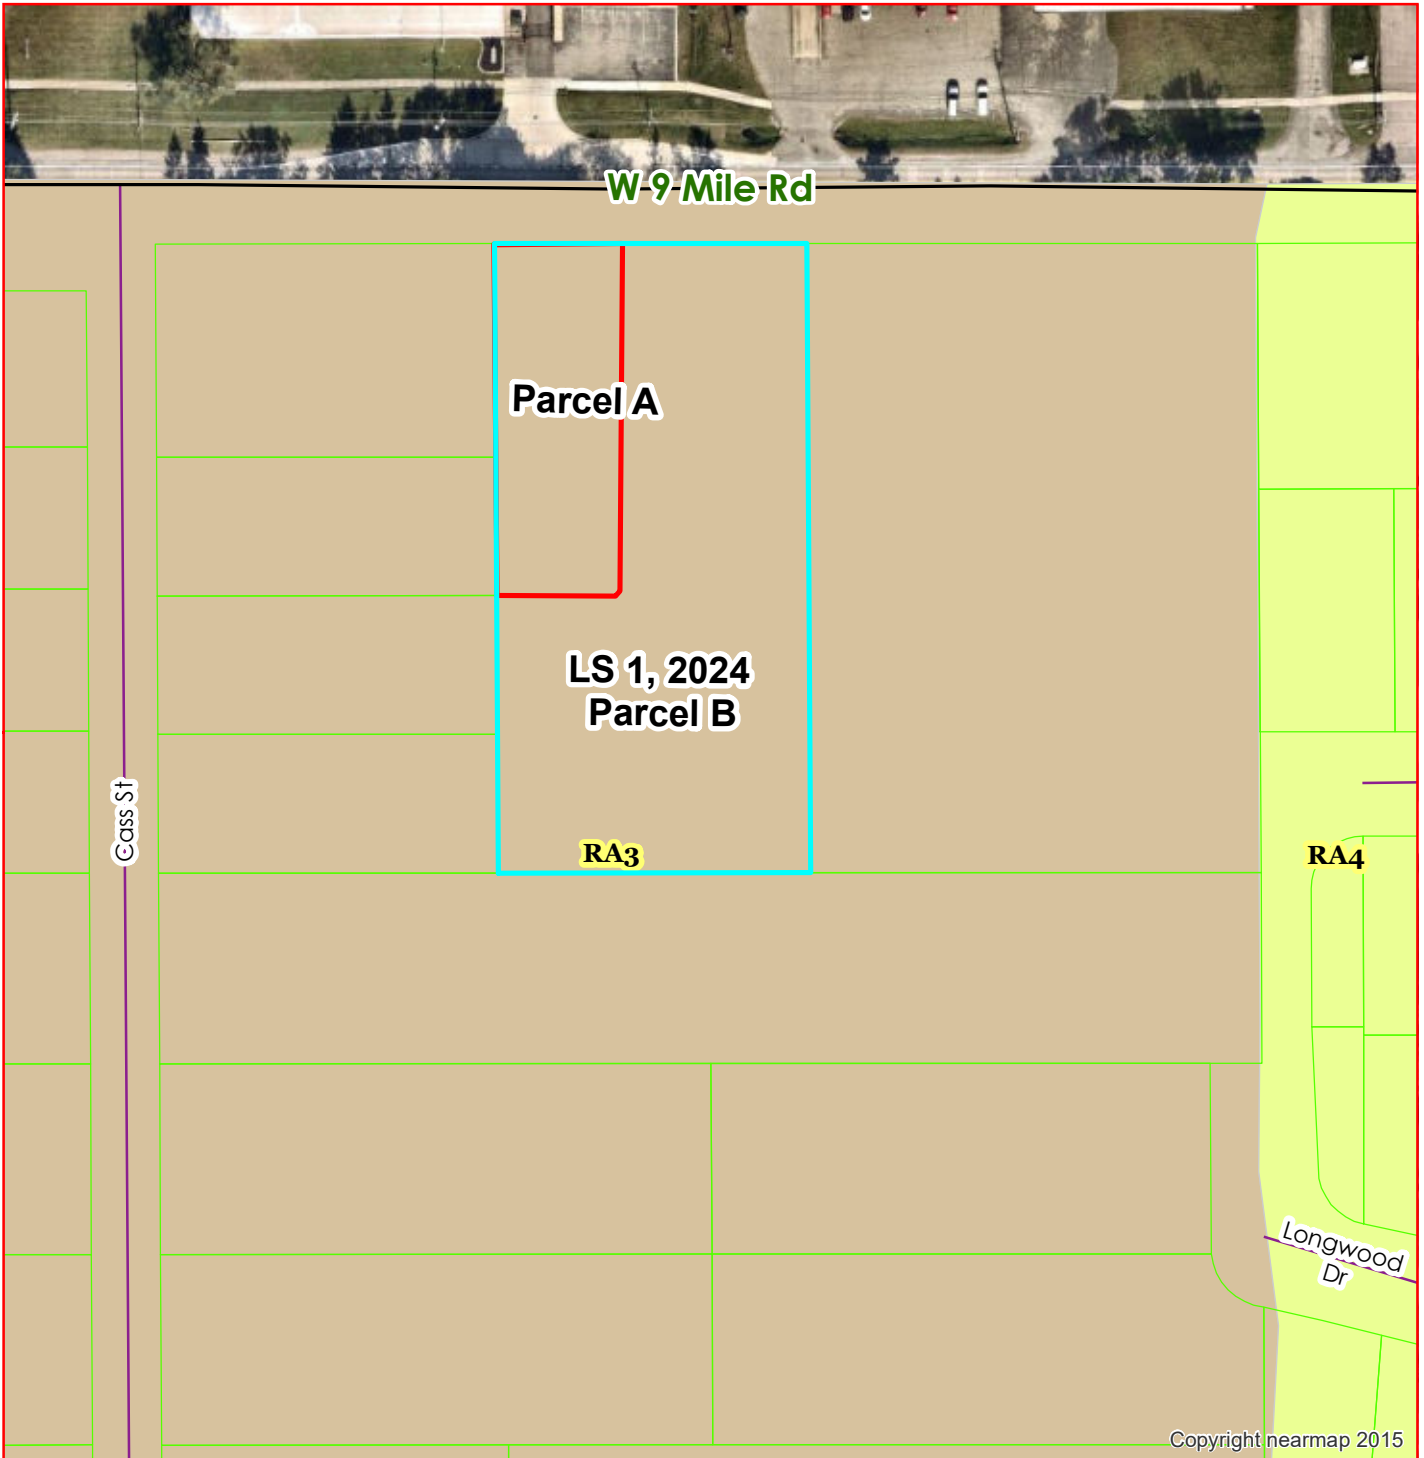 W 9 Mile Rd
Parcel A
LS 1, 2024
Parcel B
Cass St
RA3
RA4
Longwood
Dr
Copyright nearmap 2015